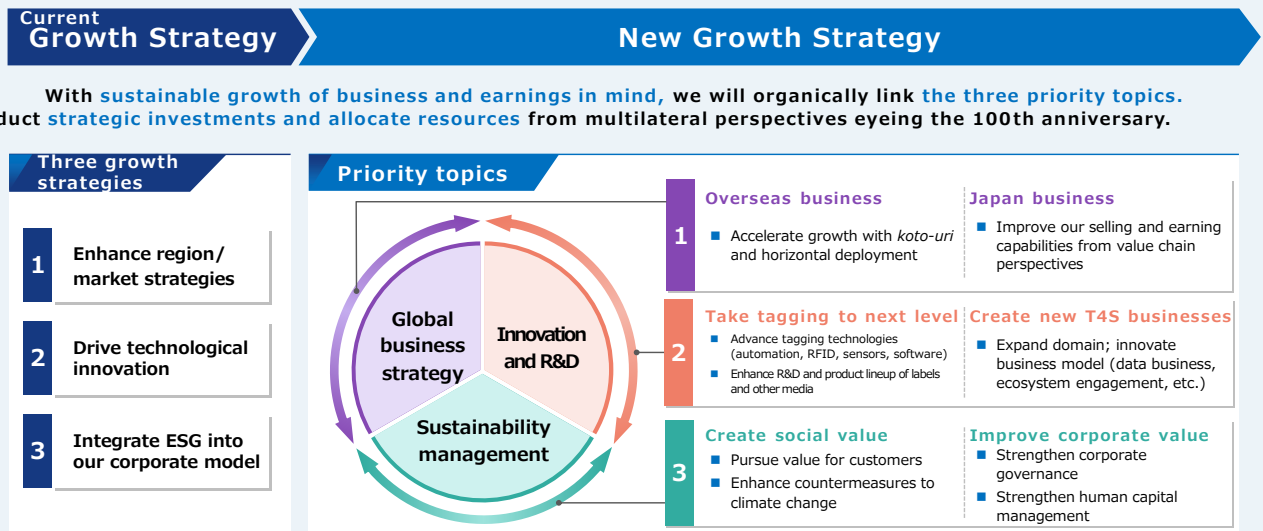 Current
Growth Strategy
New Growth Strategy
With sustainable growth of business and earnings in mind, we will organically link the three priority topics.
duct strategic investments and allocate resources from multilateral perspectives eyeing the 100th anniversary.
Three growth
strategies
1
Enhance region/
market strategies
2
Drive technological
innovation
3
Integrate ESG into
our corporate model
Priority topics
Global
business
strategy
Innovation
and R&D
Sustainability
management
1
Overseas business
■ Accelerate growth with koto-uri
and horizontal deployment
Japan business
■ Improve our selling and earning
capabilities from value chain
perspectives
2
Take tagging to next level
■ Advance tagging technologies
(automation, RFID, sensors, software)
■ Enhance R&D and product lineup of labels
and other media
Create new T4S businesses
■ Expand domain; innovate
business model (data business,
ecosystem engagement, etc.)
3
Create social value
■ Pursue value for customers
■ Enhance countermeasures to
climate change
Improve corporate value
■ Strengthen corporate
governance
■ Strengthen human capital
management